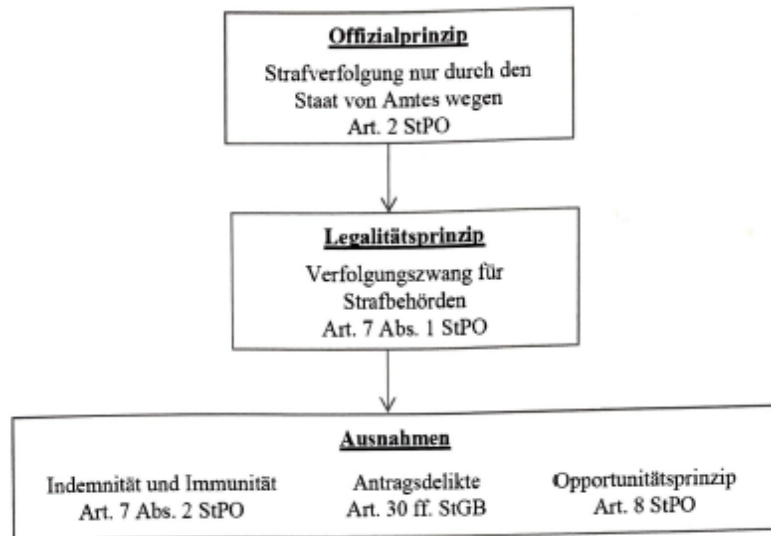 Offizialprinzip
Strafverfolgung nur durch den
Staat von Amtes wegen
Art. 2 StPO
Legalitätsprinzip
Verfolgungszwang für
Strafbehörden
Art. 7 Abs. 1 StPO
Ausnahmen
Indemnität und Immunität Antragsdelikte Opportunitätsprinzip
Art. 7 Abs. 2 StPO Art. 30 ff. StGB Art. 8 StPO